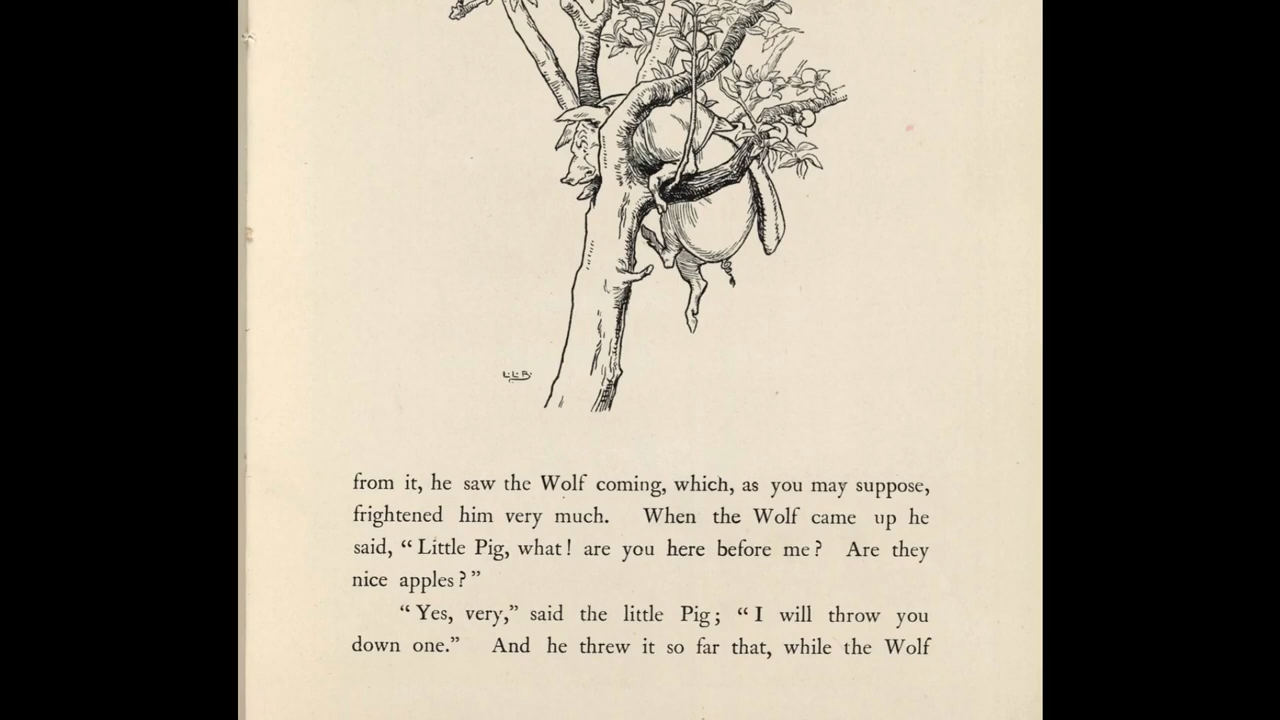 L.L.B.
from it, he saw the Wolf coming, which, as you may suppose,
frightened him very much. When the Wolf came up he
said, “Little Pig, what! are you here before me? Are they
nice apples?”
“Yes, very,” said the little Pig; “I will throw you
down one.” And he threw it so far that, while the Wolf